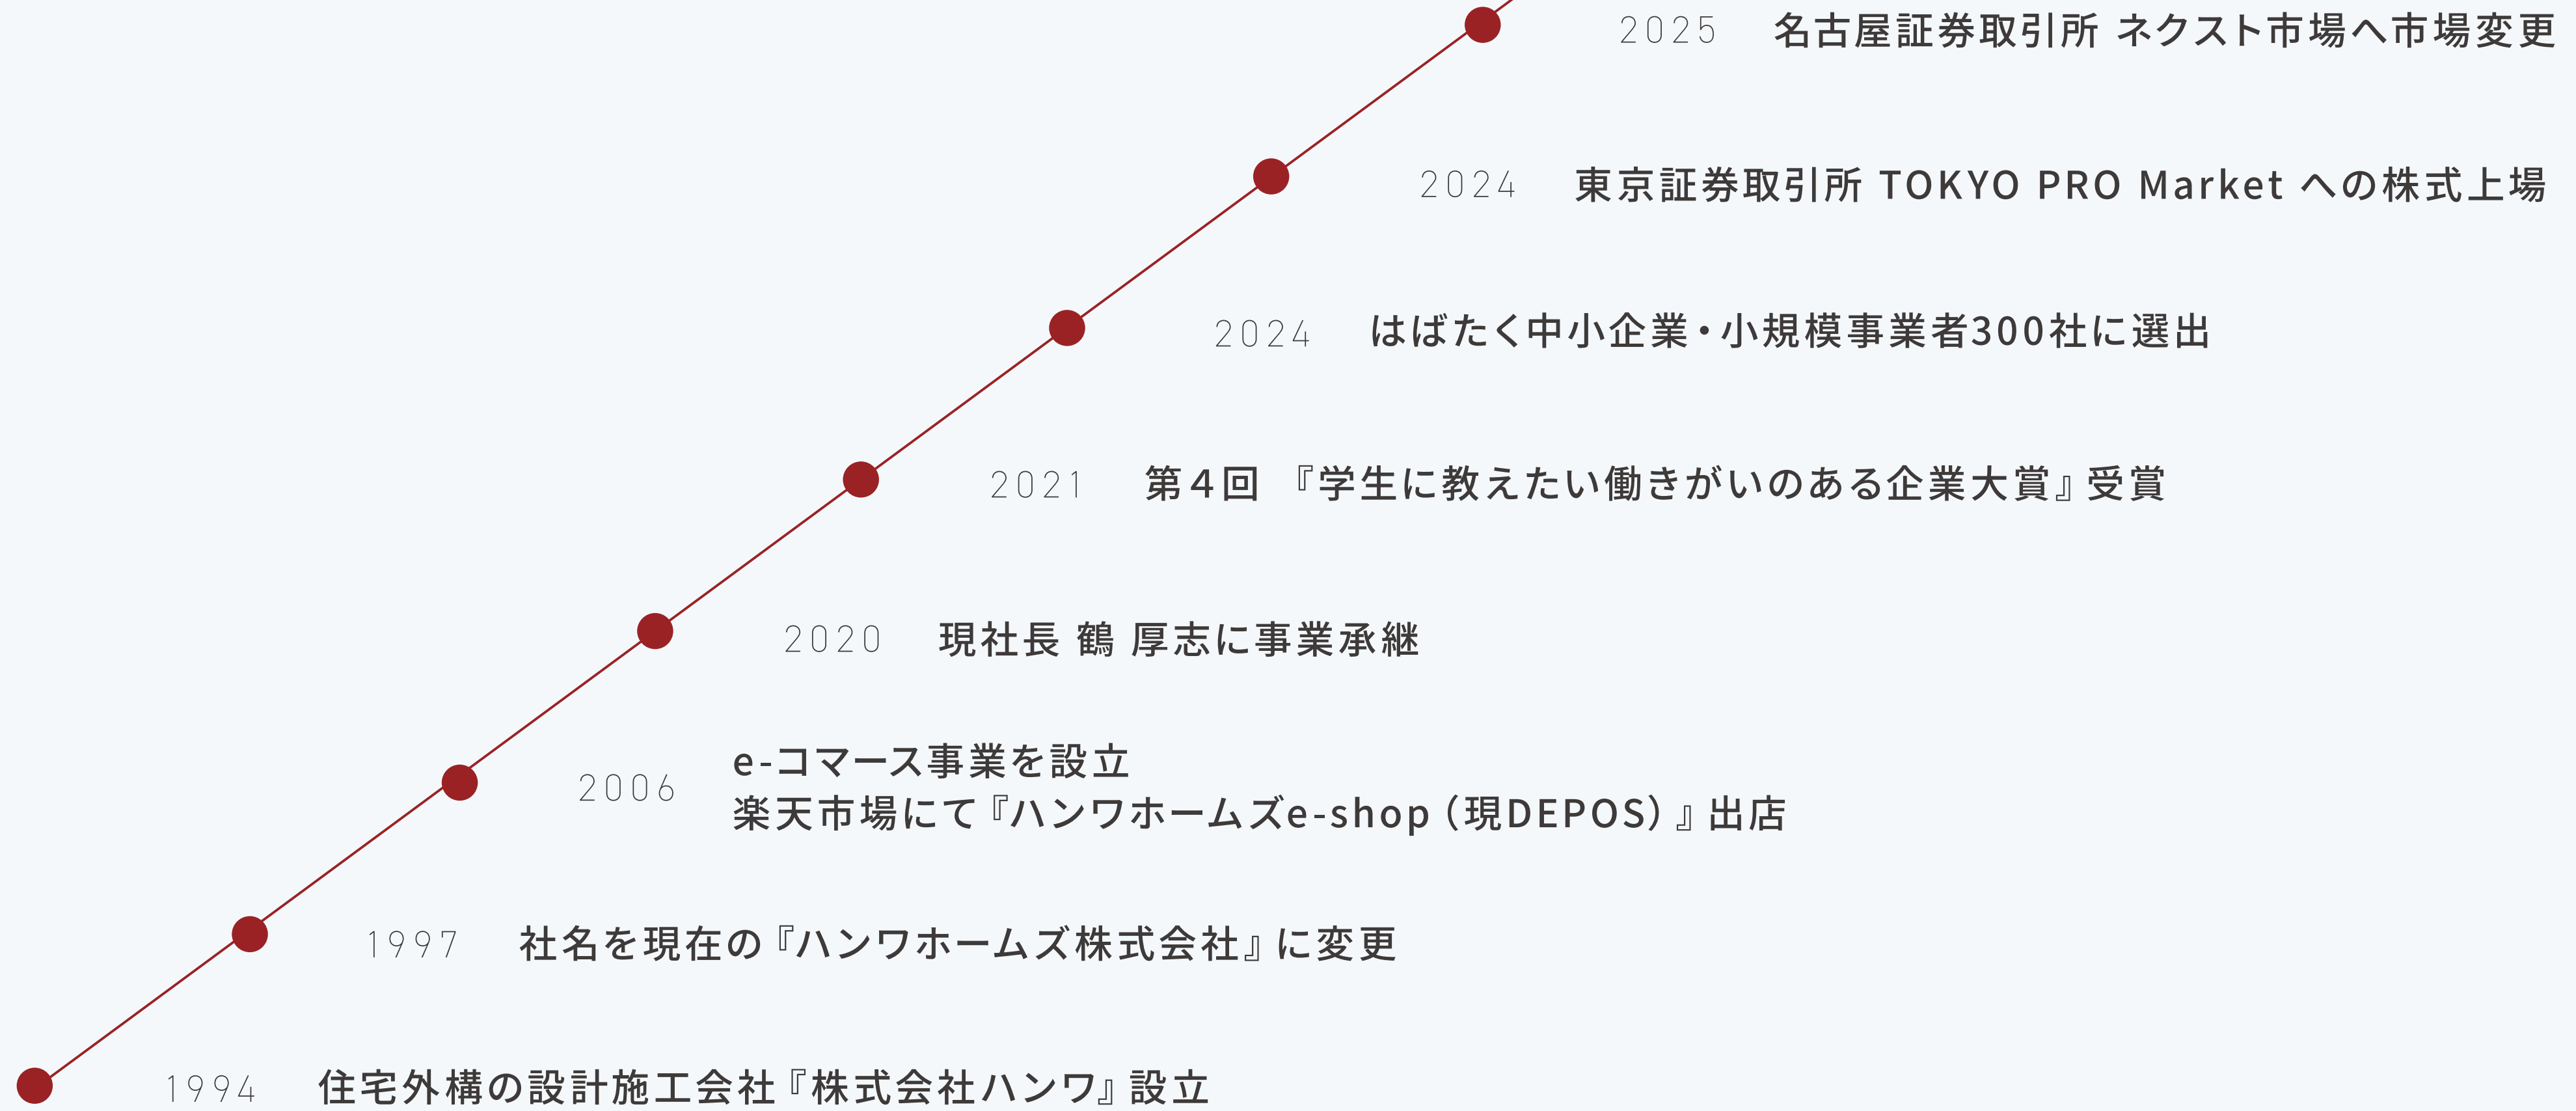 2025 名古屋証券取引所 ネクスト市場へ市場変更
2024 東京証券取引所 TOKYO PRO Market への株式上場
2024 はばたく中小企業・小規模事業者300社に選出
2021 第4回 『学生に教えたい働きがいのある企業大賞』受賞
2020 現社長 鶴 厚志に事業承継
2006 e-コマース事業を設立
楽天市場にて『ハンワホームズe-shop（現DEPOS）』出店
1997 社名を現在の『ハンワホームズ株式会社』に変更
1994 住宅外構の設計施工会社『株式会社ハンワ』設立